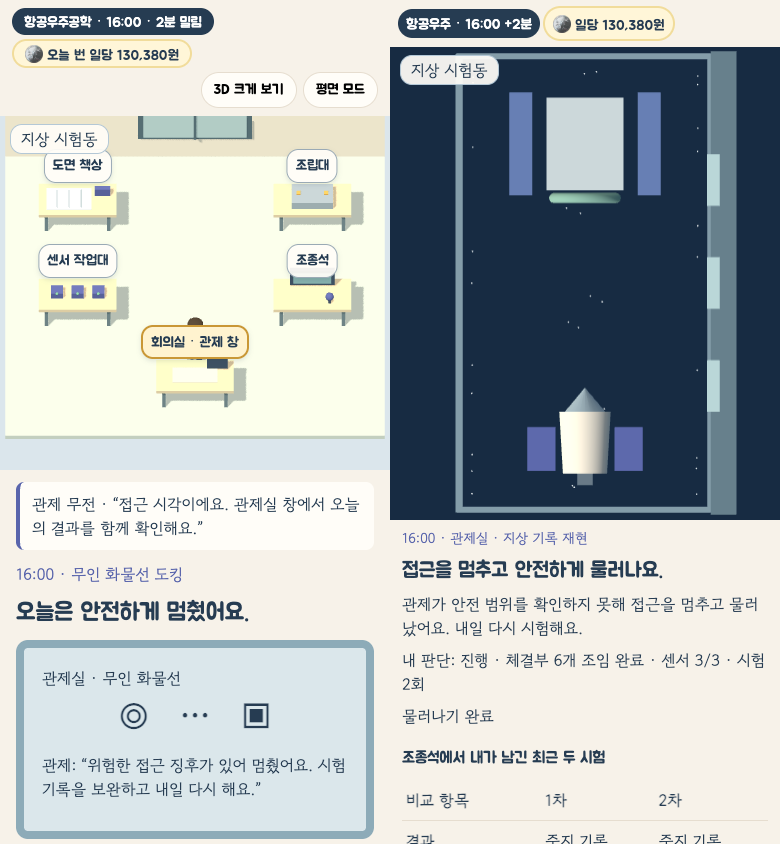 항공우주공학 · 16:00 · 2분 밀림
오늘 번 일당 130,380원
3D 크게 보기
평면 모드
지상 시험동
도면 책상
조립대
센서 작업대
조종석
회의실 · 관제 창
관제 무전 · “접근 시각이에요. 관제실 창에서 오늘
의 결과를 함께 확인해요.”
16:00 · 무인 화물선 도킹
오늘은 안전하게 멈췄어요.
관제실 · 무인 화물선
◎ ··· ▣
관제: “위험한 접근 징후가 있어 멈췄어요. 시험
기록을 보완하고 내일 다시 해요.”
항공우주 · 16:00 +2분
일당 130,380원
지상 시험동
16:00 · 관제실 · 지상 기록 재현
접근을 멈추고 안전하게 물러나요.
관제가 안전 범위를 확인하지 못해 접근을 멈추고 물러
났어요. 내일 다시 시험해요.
내 판단: 진행 · 체결부 6개 조임 완료 · 센서 3/3 · 시험
2회
물러나기 완료
조종석에서 내가 남긴 최근 두 시험
비교 항목 1차 2차
결과 중지 기록 중지 기록